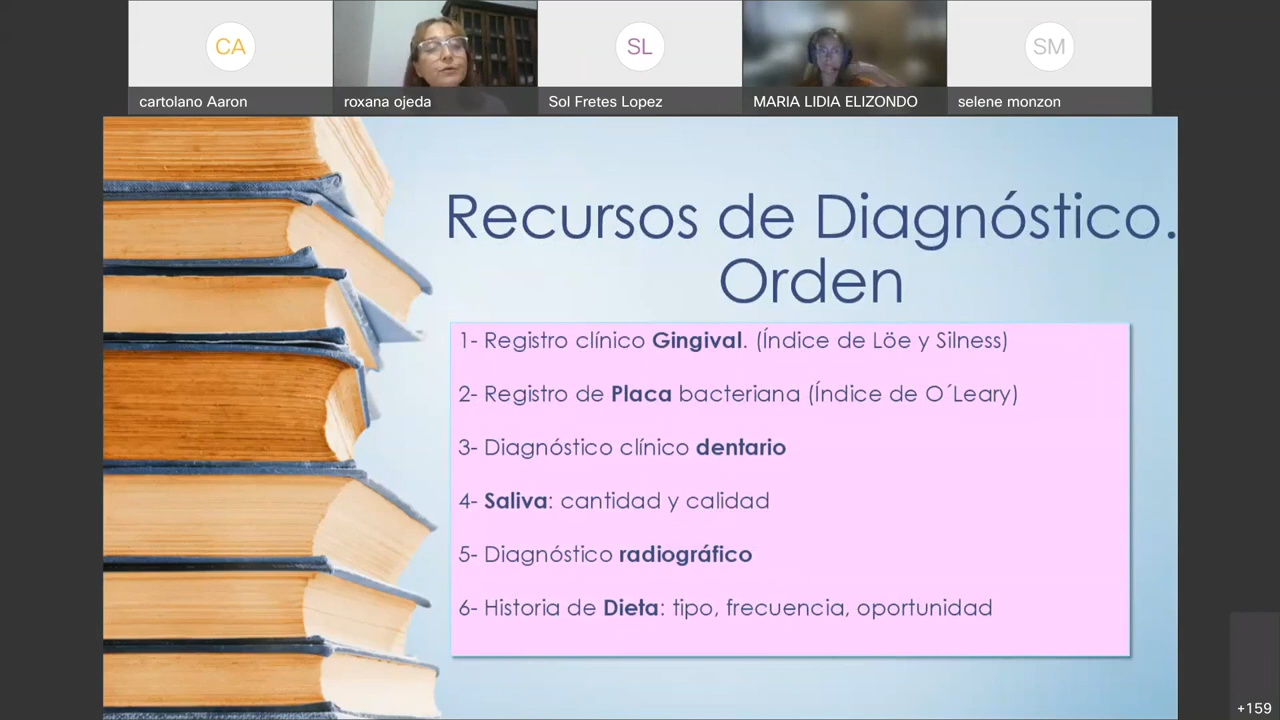 CA
SL
SM
cartolano Aaron
roxana ojeda
Sol Fretes Lopez
MARIA LIDIA ELIZONDO
selene monzon
Recursos de Diagnóstico.
Orden
1- Registro clínico Gingival. (Índice de Löe y Silness)
2- Registro de Placa bacteriana (Índice de O´Leary)
3- Diagnóstico clínico dentario
4- Saliva: cantidad y calidad
5- Diagnóstico radiográfico
6- Historia de Dieta: tipo, frecuencia, oportunidad
+159